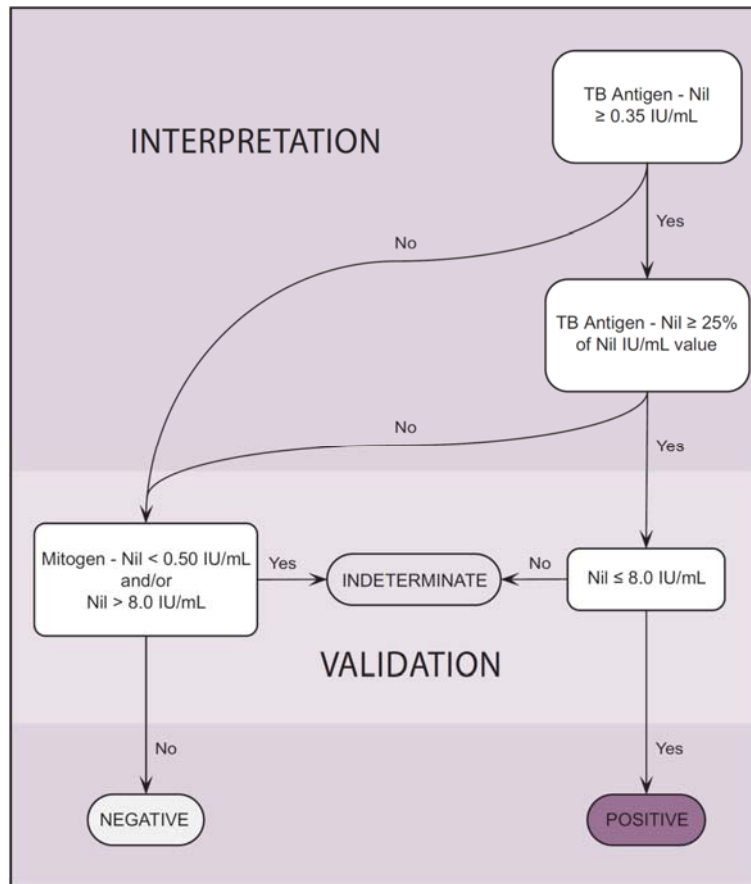 INTERPRETATION
TB Antigen - Nil
≥ 0.35 IU/mL
No
Yes
TB Antigen - Nil ≥ 25%
of Nil IU/mL value
No
Yes
Mitogen - Nil < 0.50 IU/mL
and/or
Nil > 8.0 IU/mL
Yes
INDETERMINATE
No
Nil ≤ 8.0 IU/mL
VALIDATION
No
Yes
NEGATIVE
POSITIVE